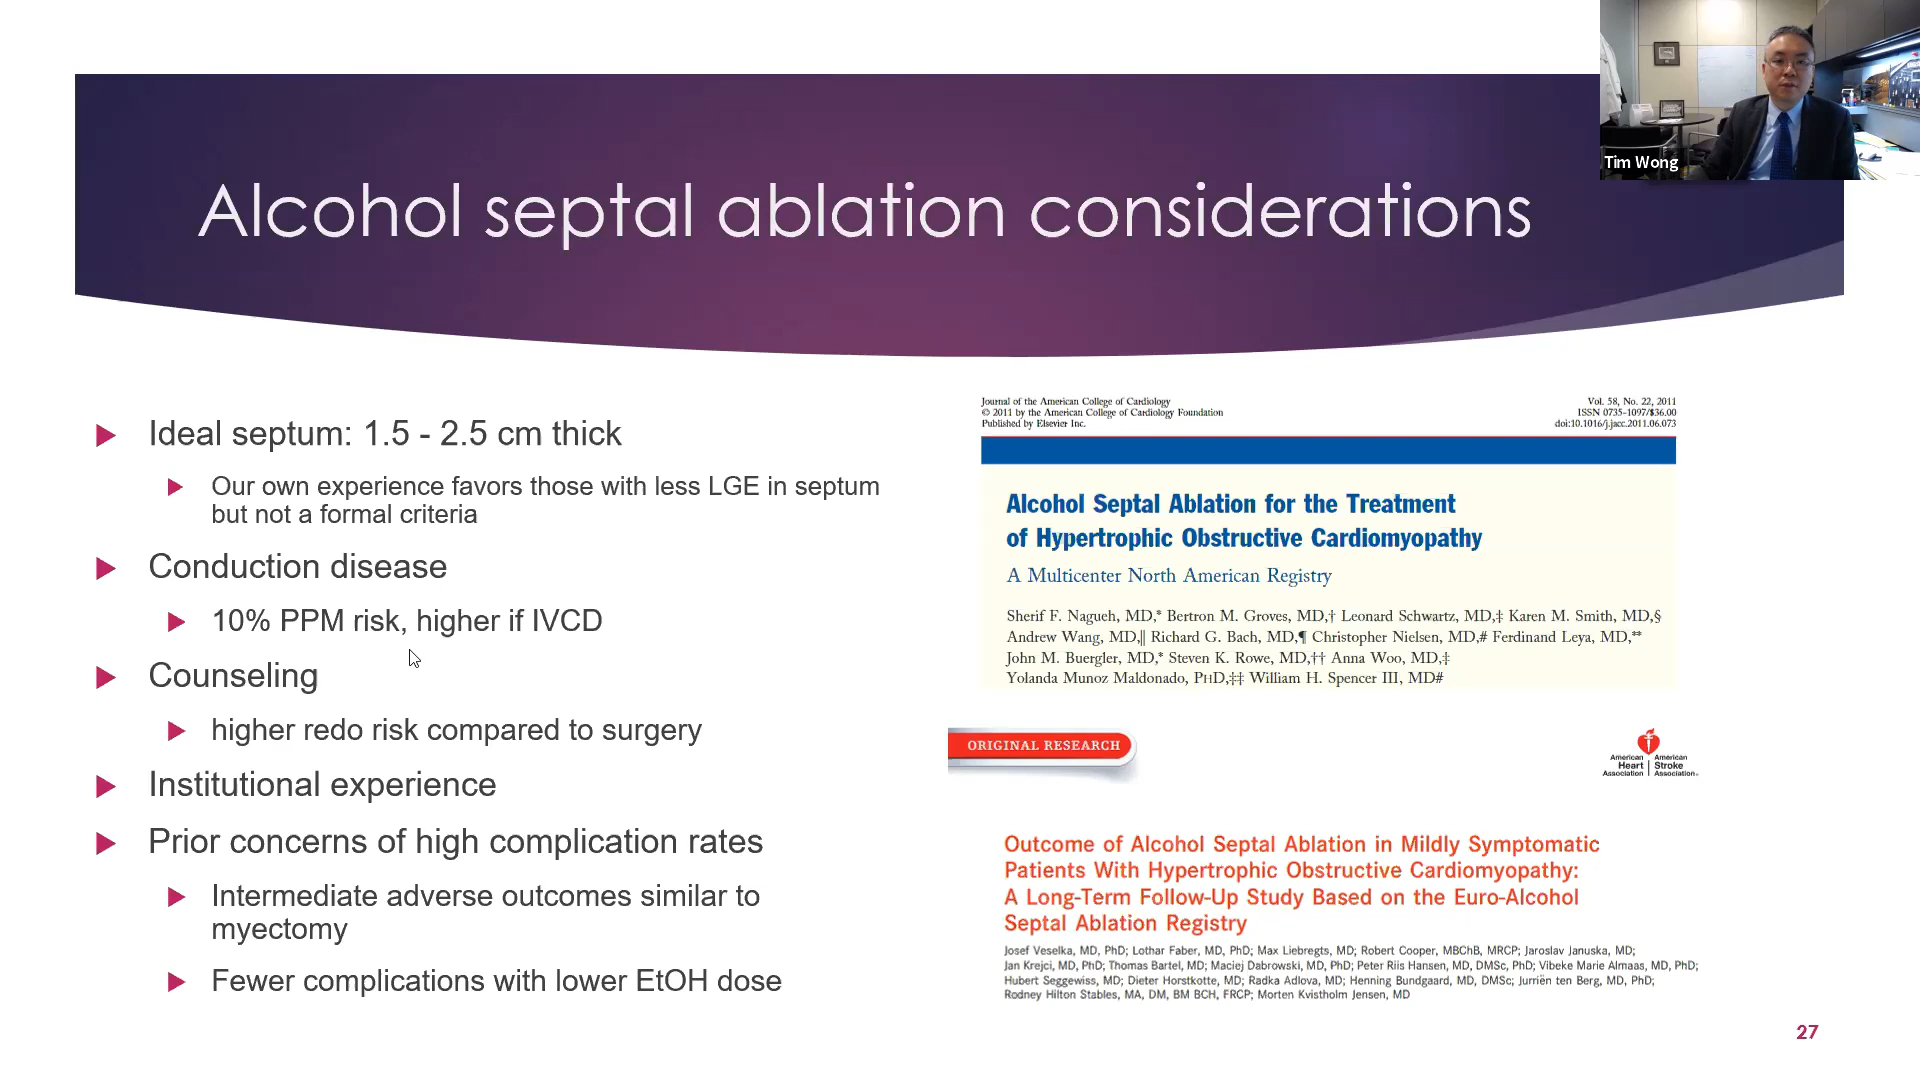 Tim Wong
Alcohol septal ablation considerations
Ideal septum: 1.5 - 2.5 cm thick
Our own experience favors those with less LGE in septum
but not a formal criteria
Conduction disease
10% PPM risk, higher if IVCD
Counseling
higher redo risk compared to surgery
Institutional experience
Prior concerns of high complication rates
Intermediate adverse outcomes similar to
myectomy
Fewer complications with lower EtOH dose
Journal of the American College of Cardiology
© 2011 by the American College of Cardiology Foundation
Published by Elsevier Inc.
Vol. 58, No. 22, 2011
ISSN 0735-1097/$36.00
doi:10.1016/j.jacc.2011.06.073
Alcohol Septal Ablation for the Treatment
of Hypertrophic Obstructive Cardiomyopathy
A Multicenter North American Registry
Sherif F. Nagueh, MD,* Bertron M. Groves, MD,† Leonard Schwartz, MD,‡ Karen M. Smith, MD,§
Andrew Wang, MD,|| Richard G. Bach, MD,¶ Christopher Nielsen, MD,# Ferdinand Leya, MD,**
John M. Buergler, MD,* Steven K. Rowe, MD,†† Anna Woo, MD,‡
Yolanda Munoz Maldonado, PHD,‡‡ William H. Spencer III, MD#
ORIGINAL RESEARCH
American Heart Association
American Stroke Association
Outcome of Alcohol Septal Ablation in Mildly Symptomatic
Patients With Hypertrophic Obstructive Cardiomyopathy:
A Long-Term Follow-Up Study Based on the Euro-Alcohol
Septal Ablation Registry
Josef Veselka, MD, PhD; Lothar Faber, MD, PhD; Max Liebregts, MD; Robert Cooper, MBChB, MRCP; Jaroslav Januska, MD;
Jan Krejci, MD, PhD; Thomas Bartel, MD; Maciej Dabrowski, MD, PhD; Peter Riis Hansen, MD, DMSc, PhD; Vibeke Marie Almaas, MD, PhD;
Hubert Seggewiss, MD; Dieter Horstkotte, MD; Radka Adlova, MD; Henning Bundgaard, MD, DMSc; Jurriën ten Berg, MD, PhD;
Rodney Hilton Stables, MA, DM, BM BCH, FRCP; Morten Kvistholm Jensen, MD
27